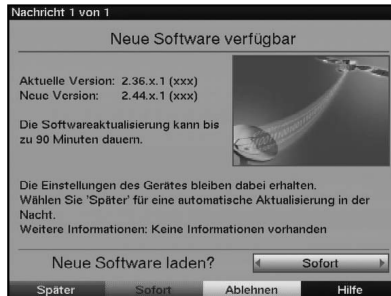 Nachricht 1 von 1
Neue Software verfügbar
Aktuelle Version: 2.36.x.1 (xxx)
Neue Version: 2.44.x.1 (xxx)
Die Softwareaktualisierung kann bis
zu 90 Minuten dauern.
Die Einstellungen des Gerätes bleiben dabei erhalten.
Wählen Sie 'Später' für eine automatische Aktualisierung in der
Nacht.
Weitere Informationen: Keine Informationen vorhanden
Neue Software laden? Sofort
Später Sofort Ablehnen Hilfe